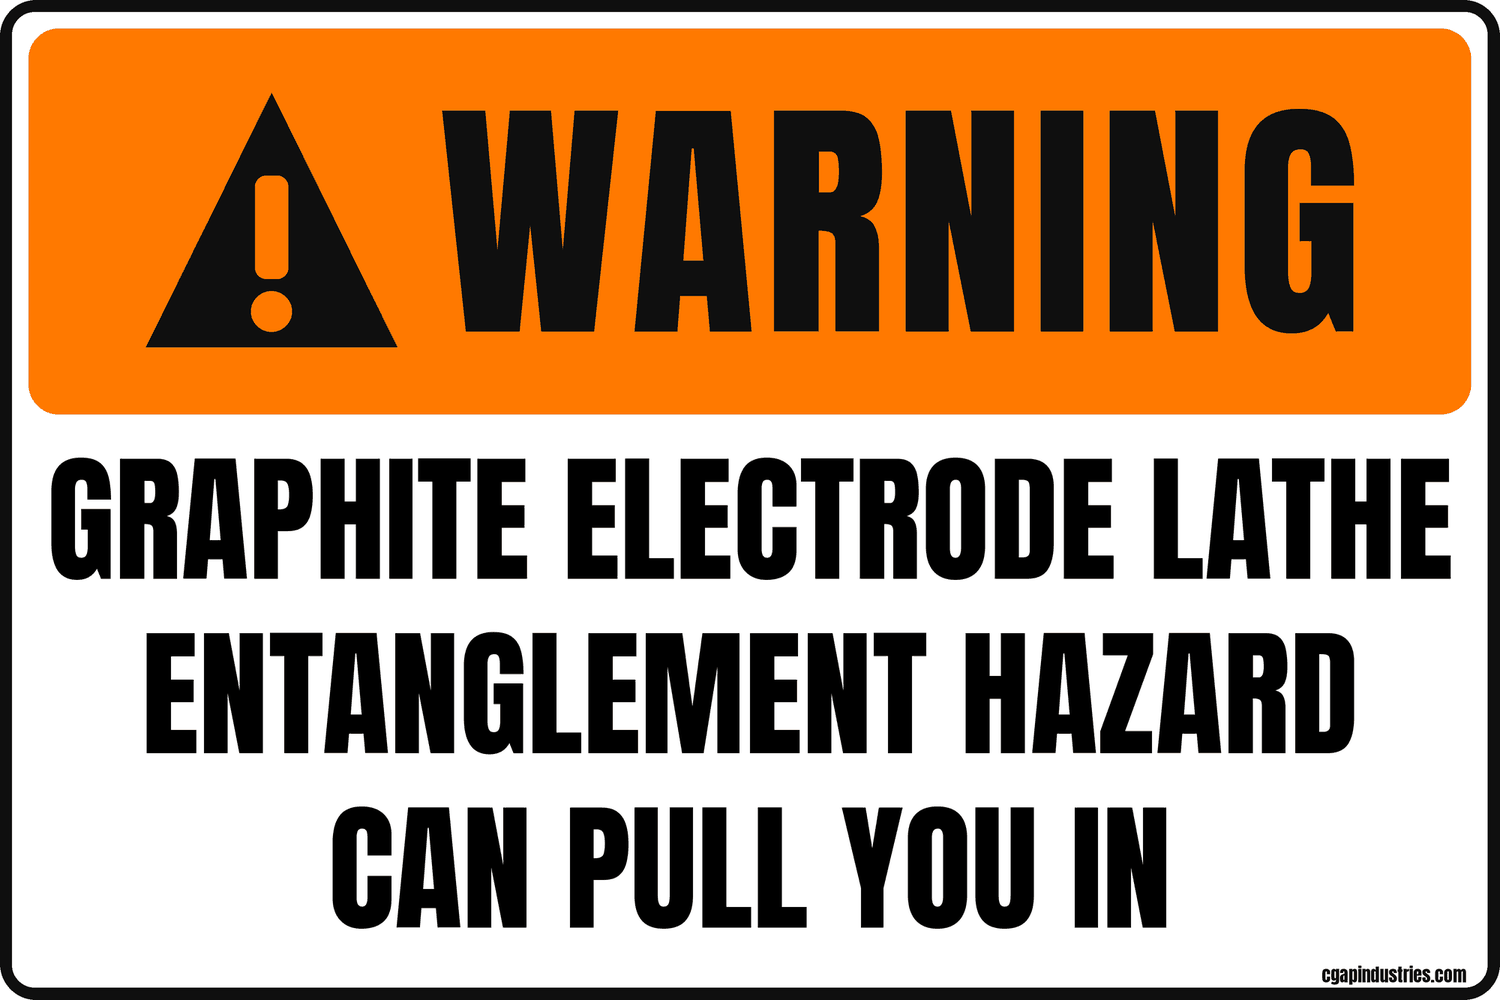 WARNING
GRAPHITE ELECTRODE LATHE
ENTANGLEMENT HAZARD
CAN PULL YOU IN
cgapindustries.com